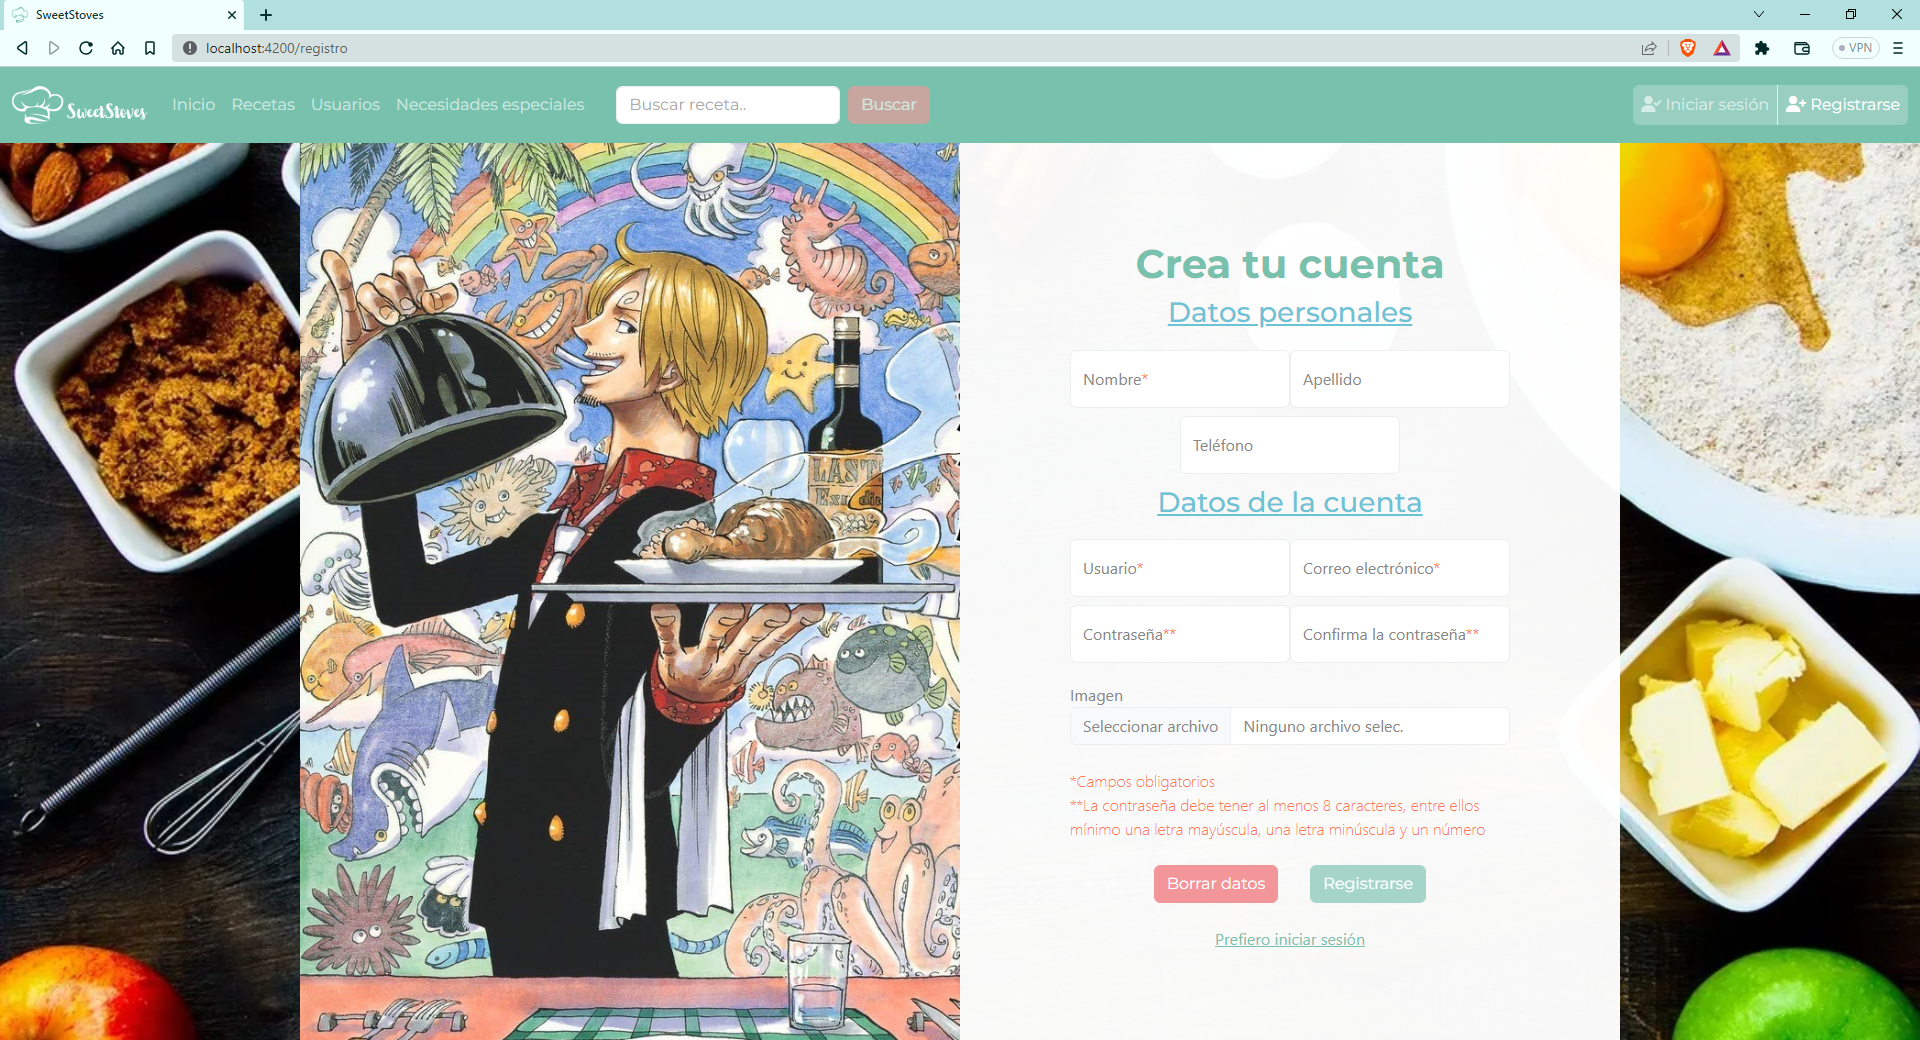 SweetStoves
localhost:4200/registro
VPN
SweetStoves
Inicio
Recetas
Usuarios
Necesidades especiales
Buscar receta..
Buscar
Iniciar sesión
Registrarse
Crea tu cuenta
Datos personales
Nombre*
Apellido
Teléfono
Datos de la cuenta
Usuario*
Correo electrónico*
Contraseña**
Confirma la contraseña**
Imagen
Seleccionar archivo
Ninguno archivo selec.
*Campos obligatorios
**La contraseña debe tener al menos 8 caracteres, entre ellos
mínimo una letra mayúscula, una letra minúscula y un número
Borrar datos
Registrarse
Prefiero iniciar sesión